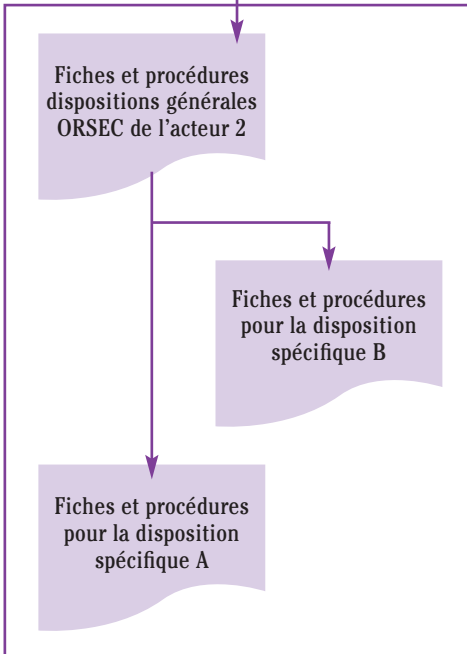 Fiches et procédures
dispositions générales
ORSEC de l’acteur 2
Fiches et procédures
pour la disposition
spécifique B
Fiches et procédures
pour la disposition
spécifique A